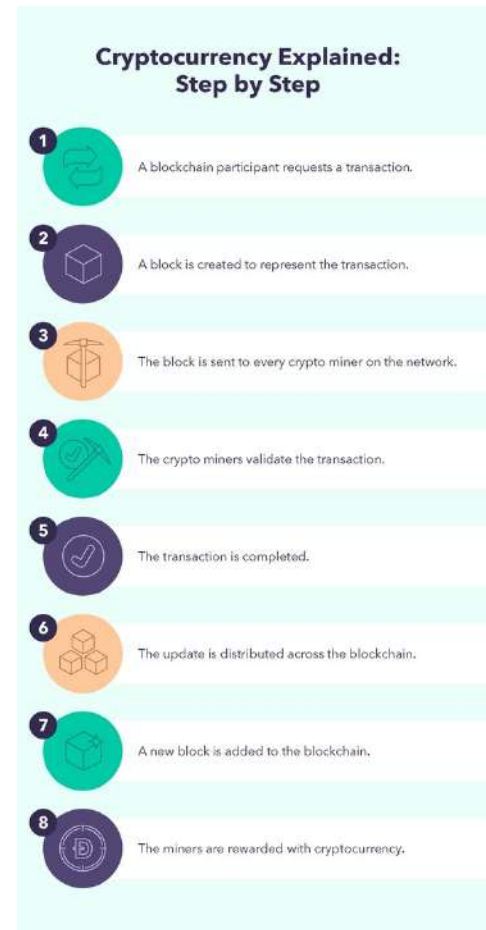 Cryptocurrency Explained:
Step by Step
1
A blockchain participant requests a transaction.
2
A block is created to represent the transaction.
3
The block is sent to every crypto miner on the network.
4
The crypto miners validate the transaction.
5
The transaction is completed.
6
The update is distributed across the blockchain.
7
A new block is added to the blockchain.
8
The miners are rewarded with cryptocurrency.